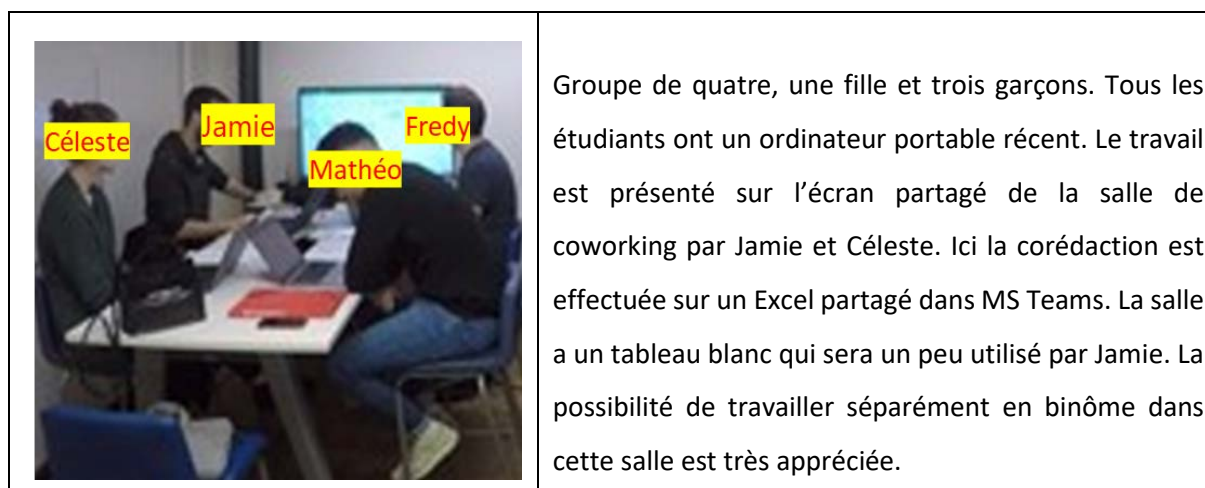 Céleste
Jamie
Fredy
Mathéo
Groupe de quatre, une fille et trois garçons. Tous les
étudiants ont un ordinateur portable récent. Le travail
est présenté sur l’écran partagé de la salle de
coworking par Jamie et Céleste. Ici la corédaction est
effectuée sur un Excel partagé dans MS Teams. La salle
a un tableau blanc qui sera un peu utilisé par Jamie. La
possibilité de travailler séparément en binôme dans
cette salle est très appréciée.